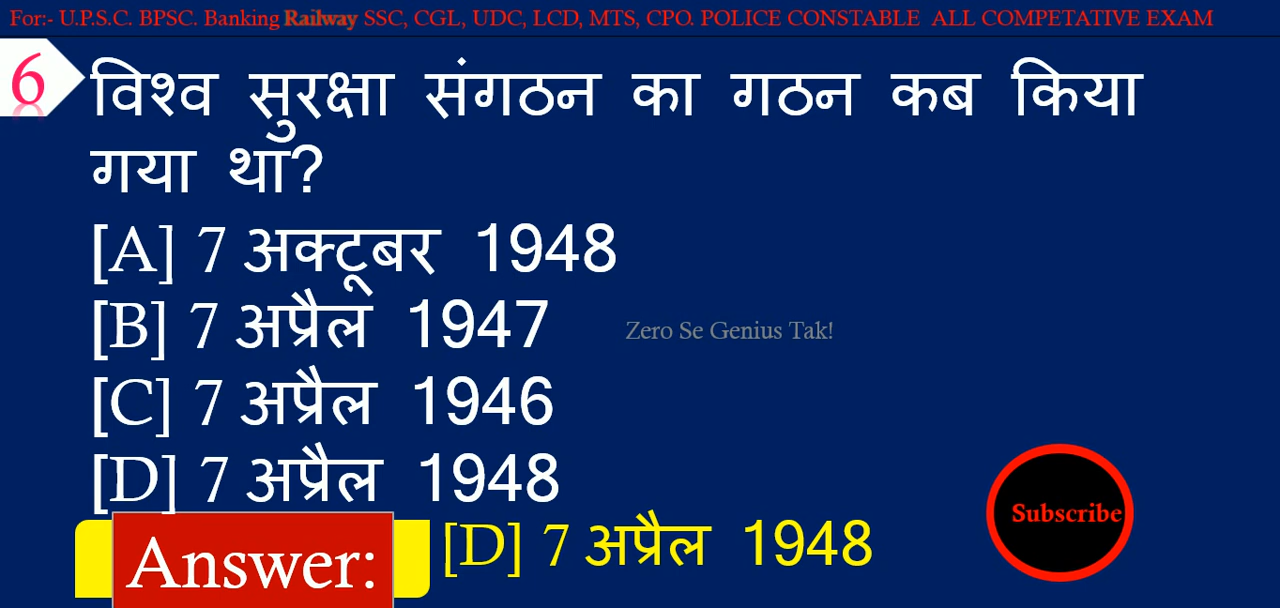 For:- U.P.S.C. BPSC. Banking Railway SSC, CGL, UDC, LCD, MTS, CPO. POLICE CONSTABLE ALL COMPETATIVE EXAM
6 विश्व सुरक्षा संगठन का गठन कब किया
गया था?
[A] 7 अक्टूबर 1948
[B] 7 अप्रैल 1947
Zero Se Genius Tak!
[C] 7 अप्रैल 1946
[D] 7 अप्रैल 1948
Subscribe
Answer: [D] 7 अप्रैल 1948